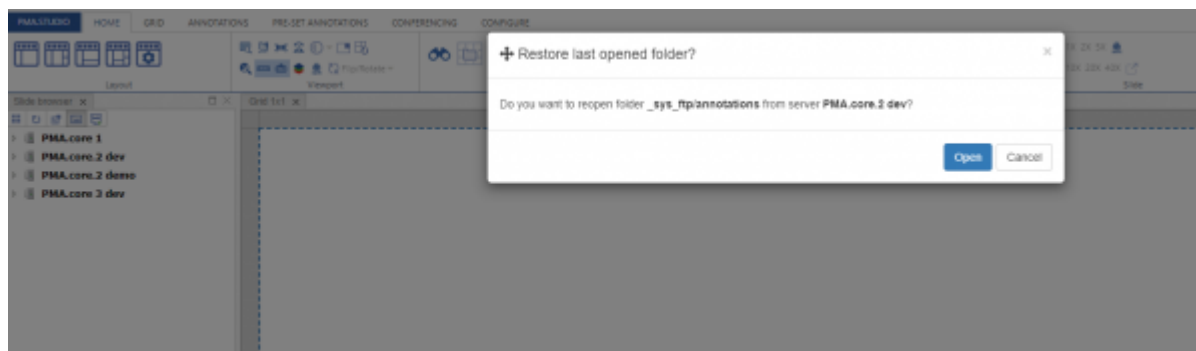 PMA.STUDIO HOME GRID ANNOTATIONS PRE-SET ANNOTATIONS CONFERENCING CONFIGURE
Restore last opened folder? ×
Do you want to reopen folder _sys_ftp/annotations from server PMA.core.2 dev?
Open Cancel
Flip/Rotate
Layout Viewport Slide
Slide browser × Grid 1x1 ×
PMA.core 1
PMA.core.2 dev
PMA.core.2 demo
PMA.core 3 dev